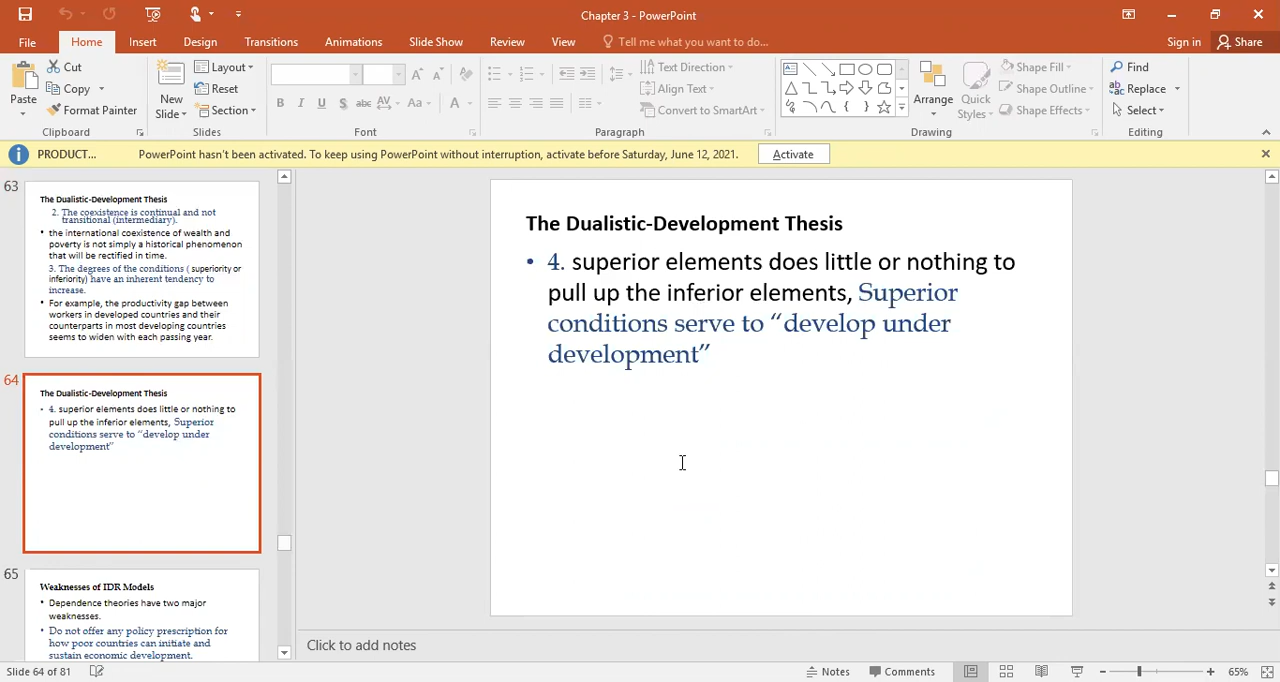 Chapter 3 - PowerPoint
File Home Insert Design Transitions Animations Slide Show Review View Tell me what you want to do... Sign in Share
Paste
Cut
Copy
Format Painter
Clipboard
New
Slide
Layout
Reset
Section
Slides
B I U S abc AV Aa A
Font
Text Direction
Align Text
Convert to SmartArt
Paragraph
Arrange
Quick
Styles
Shape Fill
Shape Outline
Shape Effects
Drawing
Find
Replace
Select
Editing
PRODUCT... PowerPoint hasn't been activated. To keep using PowerPoint without interruption, activate before Saturday, June 12, 2021. Activate
63
The Dualistic-Development Thesis
2. The coexistence is continual and not
transitional (intermediary).
• the international coexistence of wealth and
poverty is not simply a historical phenomenon
that will be rectified in time.
3. The degrees of the conditions ( superiority or
inferiority) have an inherent tendency to
increase.
• For example, the productivity gap between
workers in developed countries and their
counterparts in most developing countries
seems to widen with each passing year.
64
The Dualistic-Development Thesis
• 4. superior elements does little or nothing to
pull up the inferior elements, Superior
conditions serve to “develop under
development”
65
Weaknesses of IDR Models
• Dependence theories have two major
weaknesses.
• Do not offer any policy prescription for
how poor countries can initiate and
sustain economic development.
The Dualistic-Development Thesis
• 4. superior elements does little or nothing to
pull up the inferior elements, Superior
conditions serve to “develop under
development”
Click to add notes
Slide 64 of 81 Notes Comments 65%